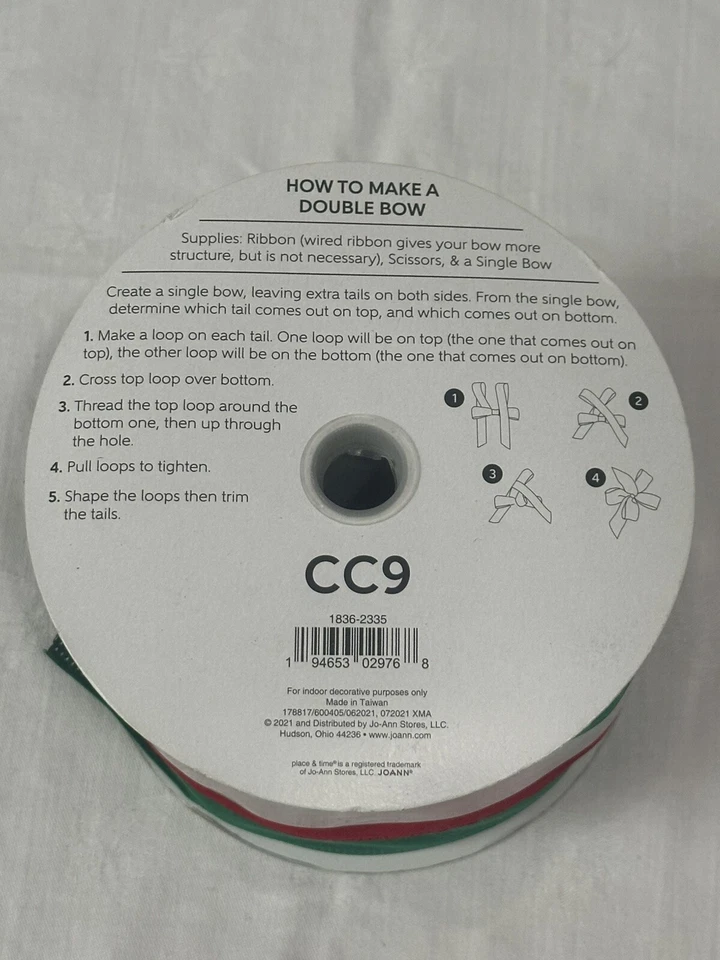 HOW TO MAKE A
DOUBLE BOW
Supplies: Ribbon (wired ribbon gives your bow more
structure, but is not necessary), Scissors, & a Single Bow
Create a single bow, leaving extra tails on both sides. From the single bow,
determine which tail comes out on top, and which comes out on bottom.
1. Make a loop on each tail. One loop will be on top (the one that comes out on
top), the other loop will be on the bottom (the one that comes out on bottom).
2. Cross top loop over bottom.
3. Thread the top loop around the
bottom one, then up through
the hole.
4. Pull loops to tighten.
5. Shape the loops then trim
the tails.
1
2
3
4
CC9
1836-2335
1 94653 02976 8
For indoor decorative purposes only
Made in Taiwan
178817/600405/062021, 072021 XMA
© 2021 and Distributed by Jo-Ann Stores, LLC.
Hudson, Ohio 44236 • www.joann.com
place & time® is a registered trademark
of Jo-Ann Stores, LLC. JOANN®